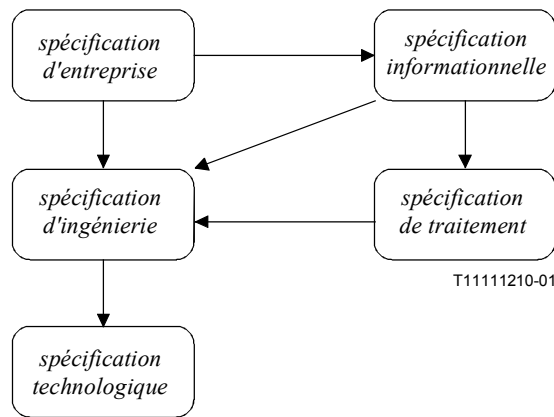 spécification
d'entreprise
spécification
informationnelle
spécification
d'ingénierie
spécification
de traitement
T11111210-01
spécification
technologique